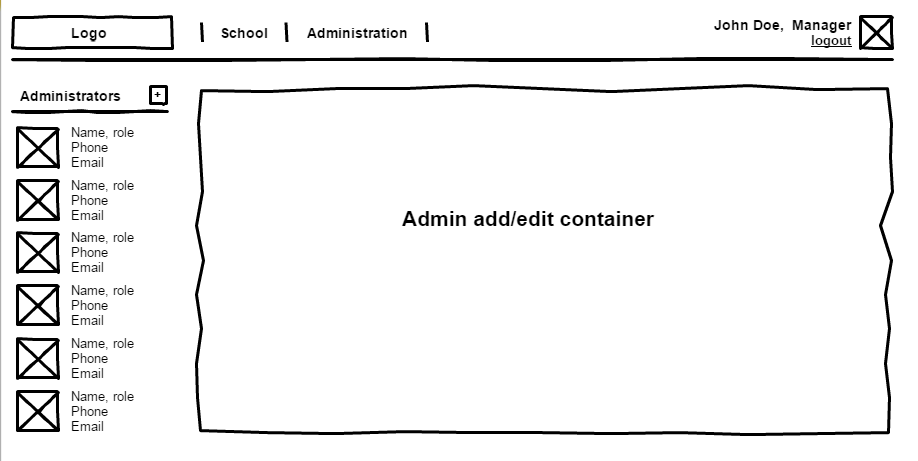 Logo
School
Administration
John Doe,  Manager
logout
Administrators
+
Name, role
Phone
Email
Name, role
Phone
Email
Name, role
Phone
Email
Name, role
Phone
Email
Name, role
Phone
Email
Name, role
Phone
Email
Admin add/edit container